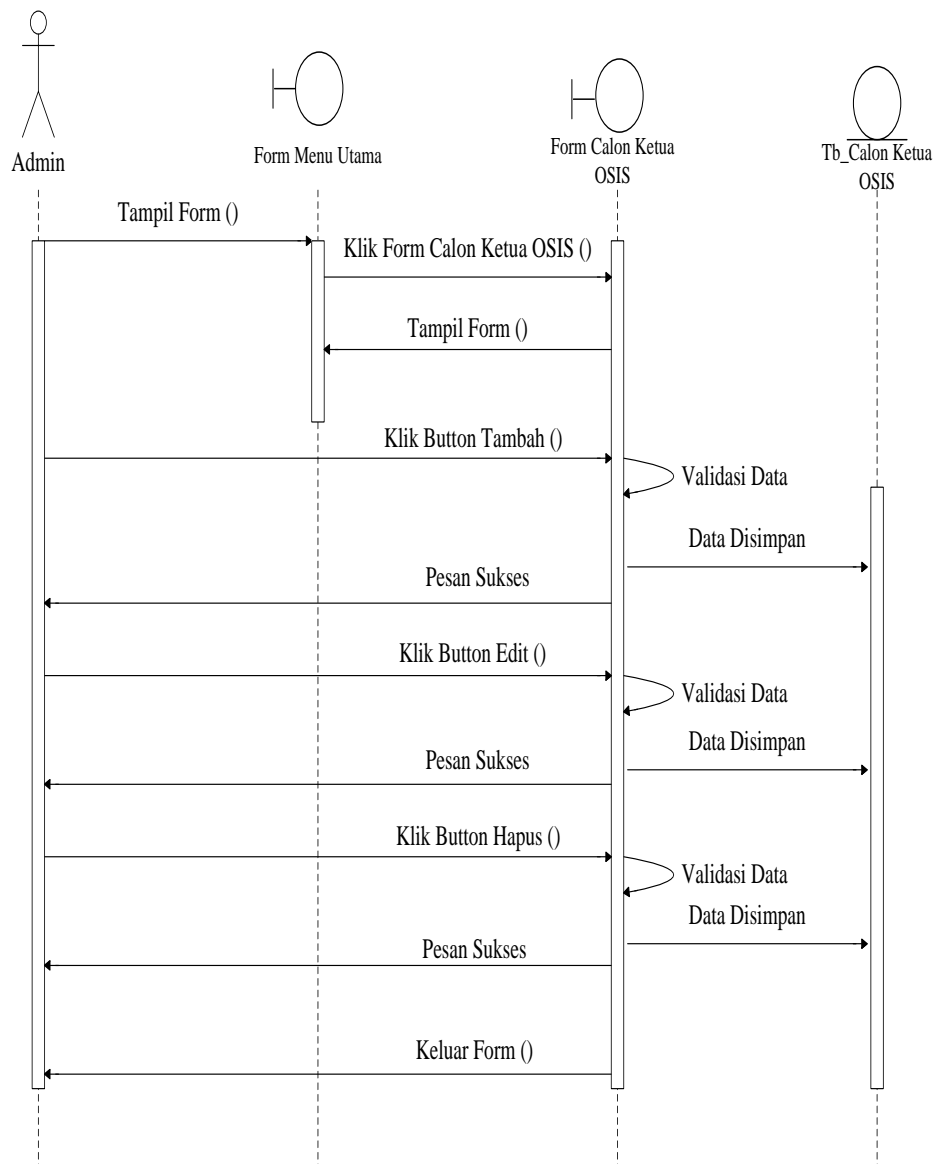 Admin
Form Menu Utama
Form Calon Ketua
OSIS
Tb_Calon Ketua
OSIS
Tampil Form ()
Klik Form Calon Ketua OSIS ()
Tampil Form ()
Klik Button Tambah ()
Validasi Data
Data Disimpan
Pesan Sukses
Klik Button Edit ()
Validasi Data
Data Disimpan
Pesan Sukses
Klik Button Hapus ()
Validasi Data
Data Disimpan
Pesan Sukses
Keluar Form ()